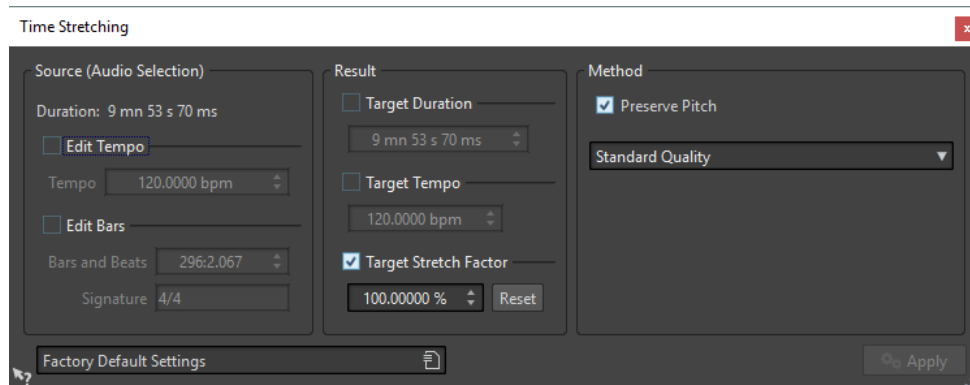 Time Stretching
x
Source (Audio Selection)
Duration: 9 mn 53 s 70 ms
Edit Tempo
Tempo 120.0000 bpm
Edit Bars
Bars and Beats 296:2.067
Signature 4/4
Result
Target Duration
9 mn 53 s 70 ms
Target Tempo
120.0000 bpm
Target Stretch Factor
100.00000 % Reset
Method
Preserve Pitch
Standard Quality
Factory Default Settings
?
Apply